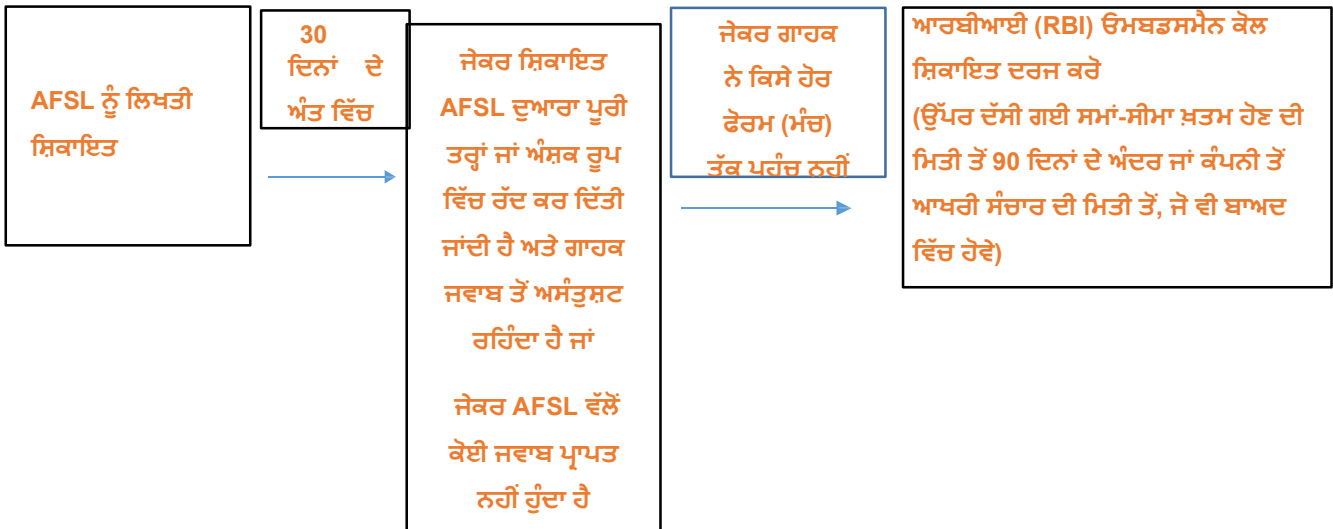 AFSL ਨੂੰ ਲਿਖਤੀ
ਸ਼ਿਕਾਇਤ
30
ਦਿਨਾਂ ਦੇ
ਅੰਤ ਵਿੱਚ
ਜੇਕਰ ਸ਼ਿਕਾਇਤ
AFSL ਦੁਆਰਾ ਪੂਰੀ
ਤਰ੍ਹਾਂ ਜਾਂ ਅੰਸ਼ਕ ਰੂਪ
ਵਿੱਚ ਰੱਦ ਕਰ ਦਿੱਤੀ
ਜਾਂਦੀ ਹੈ ਅਤੇ ਗਾਹਕ
ਜਵਾਬ ਤੋਂ ਅਸੰਤੁਸ਼ਟ
ਰਹਿੰਦਾ ਹੈ ਜਾਂ
ਜੇਕਰ AFSL ਵੱਲੋਂ
ਕੋਈ ਜਵਾਬ ਪ੍ਰਾਪਤ
ਨਹੀਂ ਹੁੰਦਾ ਹੈ
ਜੇਕਰ ਗਾਹਕ
ਨੇ ਕਿਸੇ ਹੋਰ
ਫੋਰਮ (ਮੰਚ)
ਤੱਕ ਪਹੁੰਚ ਨਹੀਂ
ਆਰਬੀਆਈ (RBI) ਓਮਬਡਸਮੈਨ ਕੋਲ
ਸ਼ਿਕਾਇਤ ਦਰਜ ਕਰੋ
(ਉੱਪਰ ਦੱਸੀ ਗਈ ਸਮਾਂ-ਸੀਮਾ ਖ਼ਤਮ ਹੋਣ ਦੀ
ਮਿਤੀ ਤੋਂ 90 ਦਿਨਾਂ ਦੇ ਅੰਦਰ ਜਾਂ ਕੰਪਨੀ ਤੋਂ
ਆਖਰੀ ਸੰਚਾਰ ਦੀ ਮਿਤੀ ਤੋਂ, ਜੋ ਵੀ ਬਾਅਦ
ਵਿੱਚ ਹੋਵੇ)